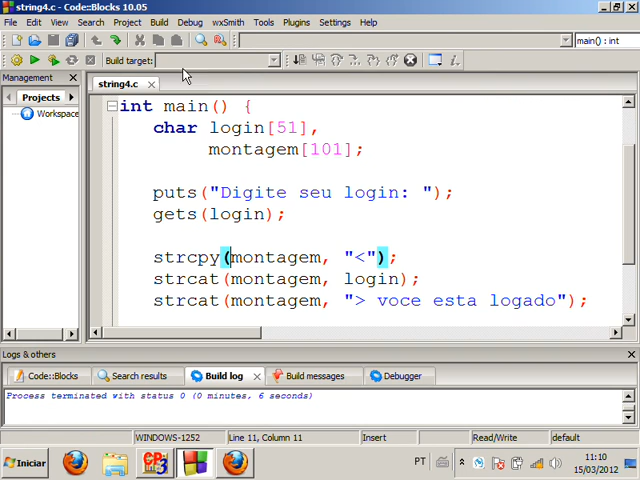 string4.c - Code::Blocks 10.05
File Edit View Search Project Build Debug wxSmith Tools Plugins Settings Help
main() : int
Build target:
Management
string4.c
Projects
Workspace
int main() {
char login[51],
montagem[101];
puts("Digite seu login: ");
gets(login);
strcpy(montagem, "<");
strcat(montagem, login);
strcat(montagem, "> voce esta logado");
Logs & others
Code::Blocks Search results Build log Build messages Debugger
Process terminated with status 0 (0 minutes, 6 seconds)
WINDOWS-1252 Line 11, Column 11 Insert Read/Write default
Iniciar
PT
11:10
15/03/2012